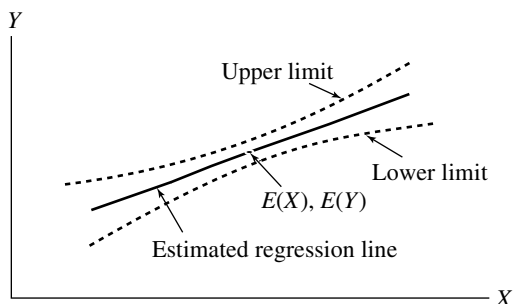 Y
Upper limit
Lower limit
E(X), E(Y)
Estimated regression line
X